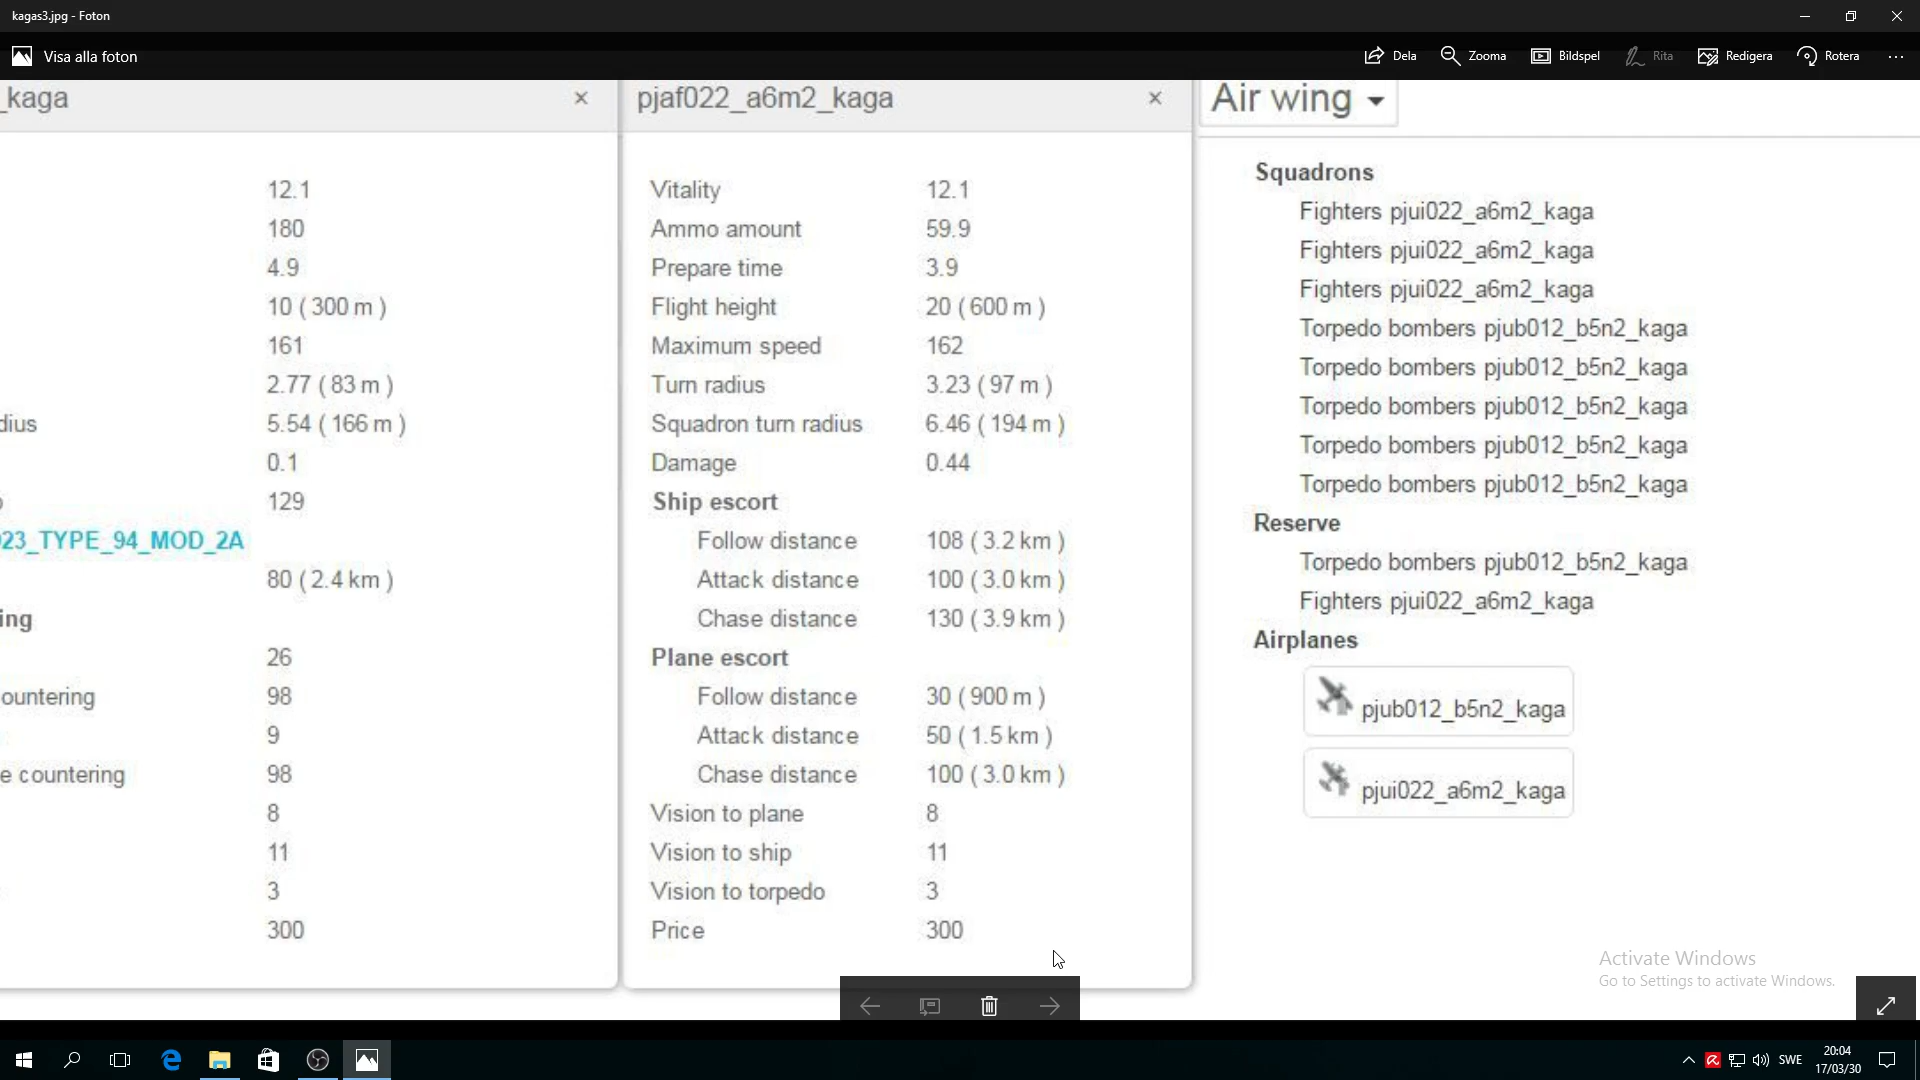 kagas3.jpg - Foton
Visa alla foton
Dela
Zooma
Bildspel
Rita
Redigera
Rotera
_kaga
12.1
180
4.9
10 ( 300 m )
161
2.77 ( 83 m )
dius 5.54 ( 166 m )
0.1
129
23_TYPE_94_MOD_2A
80 ( 2.4 km )
ing
26
ountering 98
9
e countering 98
8
11
3
300
pjaf022_a6m2_kaga
Vitality 12.1
Ammo amount 59.9
Prepare time 3.9
Flight height 20 ( 600 m )
Maximum speed 162
Turn radius 3.23 ( 97 m )
Squadron turn radius 6.46 ( 194 m )
Damage 0.44
Ship escort
Follow distance 108 ( 3.2 km )
Attack distance 100 ( 3.0 km )
Chase distance 130 ( 3.9 km )
Plane escort
Follow distance 30 ( 900 m )
Attack distance 50 ( 1.5 km )
Chase distance 100 ( 3.0 km )
Vision to plane 8
Vision to ship 11
Vision to torpedo 3
Price 300
Air wing
Squadrons
Fighters pjui022_a6m2_kaga
Fighters pjui022_a6m2_kaga
Fighters pjui022_a6m2_kaga
Torpedo bombers pjub012_b5n2_kaga
Torpedo bombers pjub012_b5n2_kaga
Torpedo bombers pjub012_b5n2_kaga
Torpedo bombers pjub012_b5n2_kaga
Torpedo bombers pjub012_b5n2_kaga
Reserve
Torpedo bombers pjub012_b5n2_kaga
Fighters pjui022_a6m2_kaga
Airplanes
pjub012_b5n2_kaga
pjui022_a6m2_kaga
Activate Windows
Go to Settings to activate Windows.
SWE
20:04
17/03/30